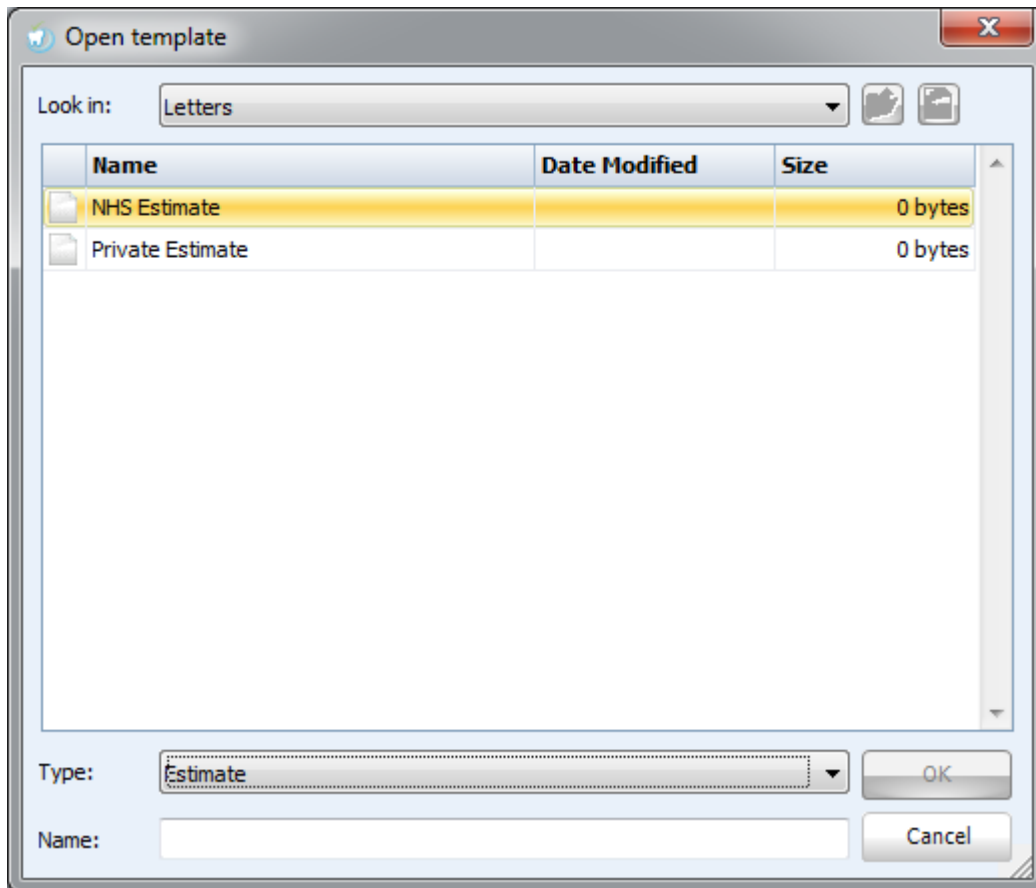 Open template
Look in: Letters
Name Date Modified Size
NHS Estimate 0 bytes
Private Estimate 0 bytes
Type: Estimate OK
Name: Cancel